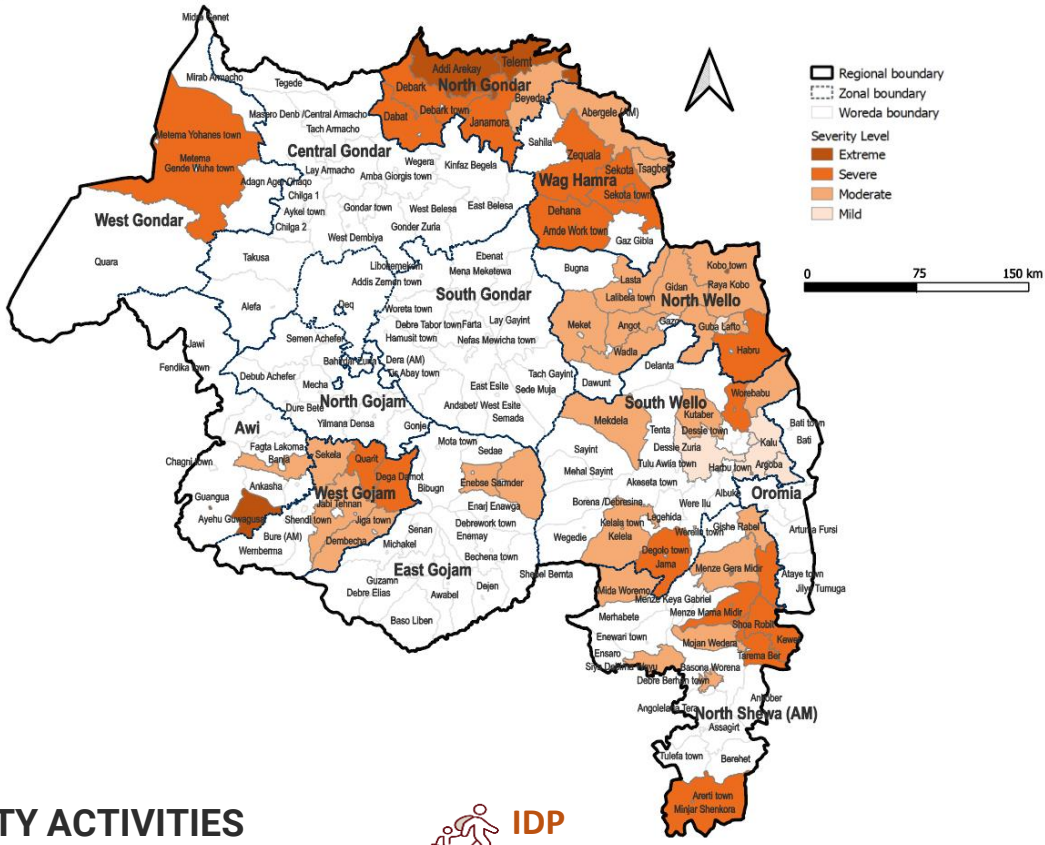 Midre Genet
Mirab Armacho
Tegede
Addi Arekay
Telemt
North Gondar
Debark
Beyeda
Masero Denb /Central Armacho
Debark town
Abergele (AM)
Dabat
Janamora
Tach Armacho
Metema Yohanes town
Sahila
Central Gondar
Zequala
Metema
Wegera
Kinfaz Begela
Gende Wuha town
Lay Armacho
Amba Giorgis town
Sekota
Tsagbe
Adagn Ager Chaqo
Wag Hamra
Chilga 1
Sekota town
Aykel town
Gondar town
West Belesa
East Belesa
Dehana
West Gondar
Chilga 2
Gonder Zuria
Amde Work town
West Dembiya
Gaz Gibla
Quara
Takusa
Ebenat
Libokemekem
Mena Meketewa
Bugna
Kobo town
Addis Zemen town
Lasta
Gidan
Raya Kobo
South Gondar
Lalibela town
North Wello
Alefa
Deq
Woreta town
Debre Tabor town
Farta
Lay Gayint
Meket
Angot
Gazo
Guba Lafto
Semen Achefer
Hamusit town
Nefas Mewicha town
Jawi
Wadla
Habru
Fendika town
Bahirdar Zuria
Dera (AM)
Delanta
Tis Abay town
Tach Gayint
Debub Achefer
Mecha
East Esite
Sede Muja
Dawunt
Worebabu
North Gojam
South Wello
Dure Bete
Andabet/ West Esite
Mekdela
Kutaber
Yilmana Densa
Semada
Bati town
Awi
Gonje
Tenta
Dessie town
Mota town
Kalu
Bati
Fagta Lakoma
Sedae
Sayint
Dessie Zuria
Chagni town
Banja
Sekela
Quarit
Tulu Awlia town
Harbu town
Argoba
Mehal Sayint
Dega Damot
Enebse Sarmder
Akeseta town
Ankasha
Bibugn
Oromia
Guangua
West Gojam
Albuko
Jabi Tehnan
Enarj Enawga
Borena /Debresina
Were Ilu
Ayehu Guwagusa
Shendi town
Jiga town
Legehida
Debrework town
Kelala town
Gishe Rabel
Bure (AM)
Senan
Wegedie
Kelela
Wereilu town
Artuma Fursi
Dembecha
Enemay
Wemberma
Michakel
Degolo town
Bechena town
Jama
Menze Gera Midir
East Gojam
Ataye town
Guzamn
Shebel Bernta
Debre Elias
Dejen
Mida Woremo
Jilye Tumuga
Awabel
Menze Keya Gabriel
Menze Mama Midir
Baso Liben
Merhabete
Shoa Robit
Enewari town
Mojan Wedera
Kewet
Ensaro
Tarema Ber
Basona Worena
Debre Berhan town
Ankober
Angolelana Tera
North Shewa (AM)
Assagirt
Tulefa town
Berehet
Arerti town
Minjar Shenkora
Regional boundary
Zonal boundary
Woreda boundary
Severity Level
Extreme
Severe
Moderate
Mild
0 75 150 km
TY ACTIVITIES
IDP